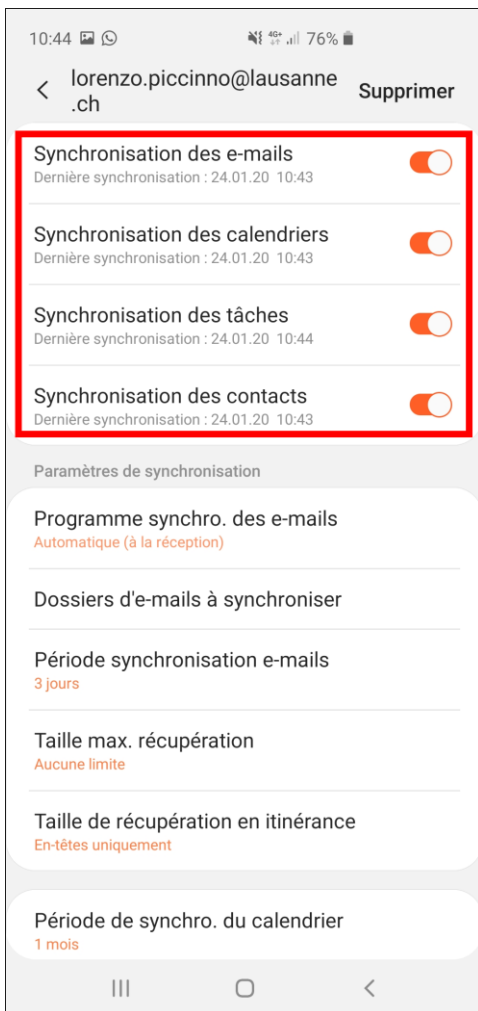 10:44 4G+ 76%
lorenzo.piccinno@lausanne
.ch
Supprimer
Synchronisation des e-mails
Dernière synchronisation : 24.01.20 10:43
Synchronisation des calendriers
Dernière synchronisation : 24.01.20 10:43
Synchronisation des tâches
Dernière synchronisation : 24.01.20 10:44
Synchronisation des contacts
Dernière synchronisation : 24.01.20 10:43
Paramètres de synchronisation
Programme synchro. des e-mails
Automatique (à la réception)
Dossiers d'e-mails à synchroniser
Période synchronisation e-mails
3 jours
Taille max. récupération
Aucune limite
Taille de récupération en itinérance
En-têtes uniquement
Période de synchro. du calendrier
1 mois